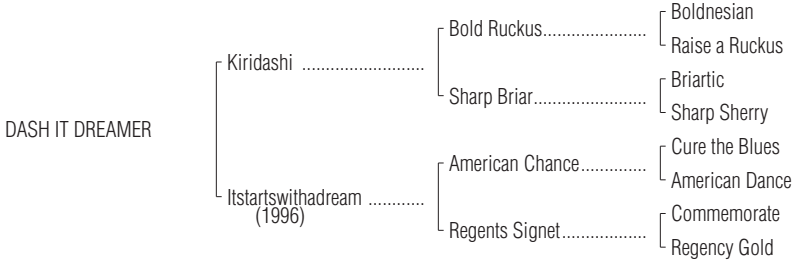 Boldnesian
Bold Ruckus......................
Raise a Ruckus
Kiridashi ..........................
Briartic
Sharp Briar........................
Sharp Sherry
DASH IT DREAMER
Cure the Blues
American Chance..............
American Dance
Itstartswithadream ............
(1996)
Commemorate
Regents Signet..................
Regency Gold